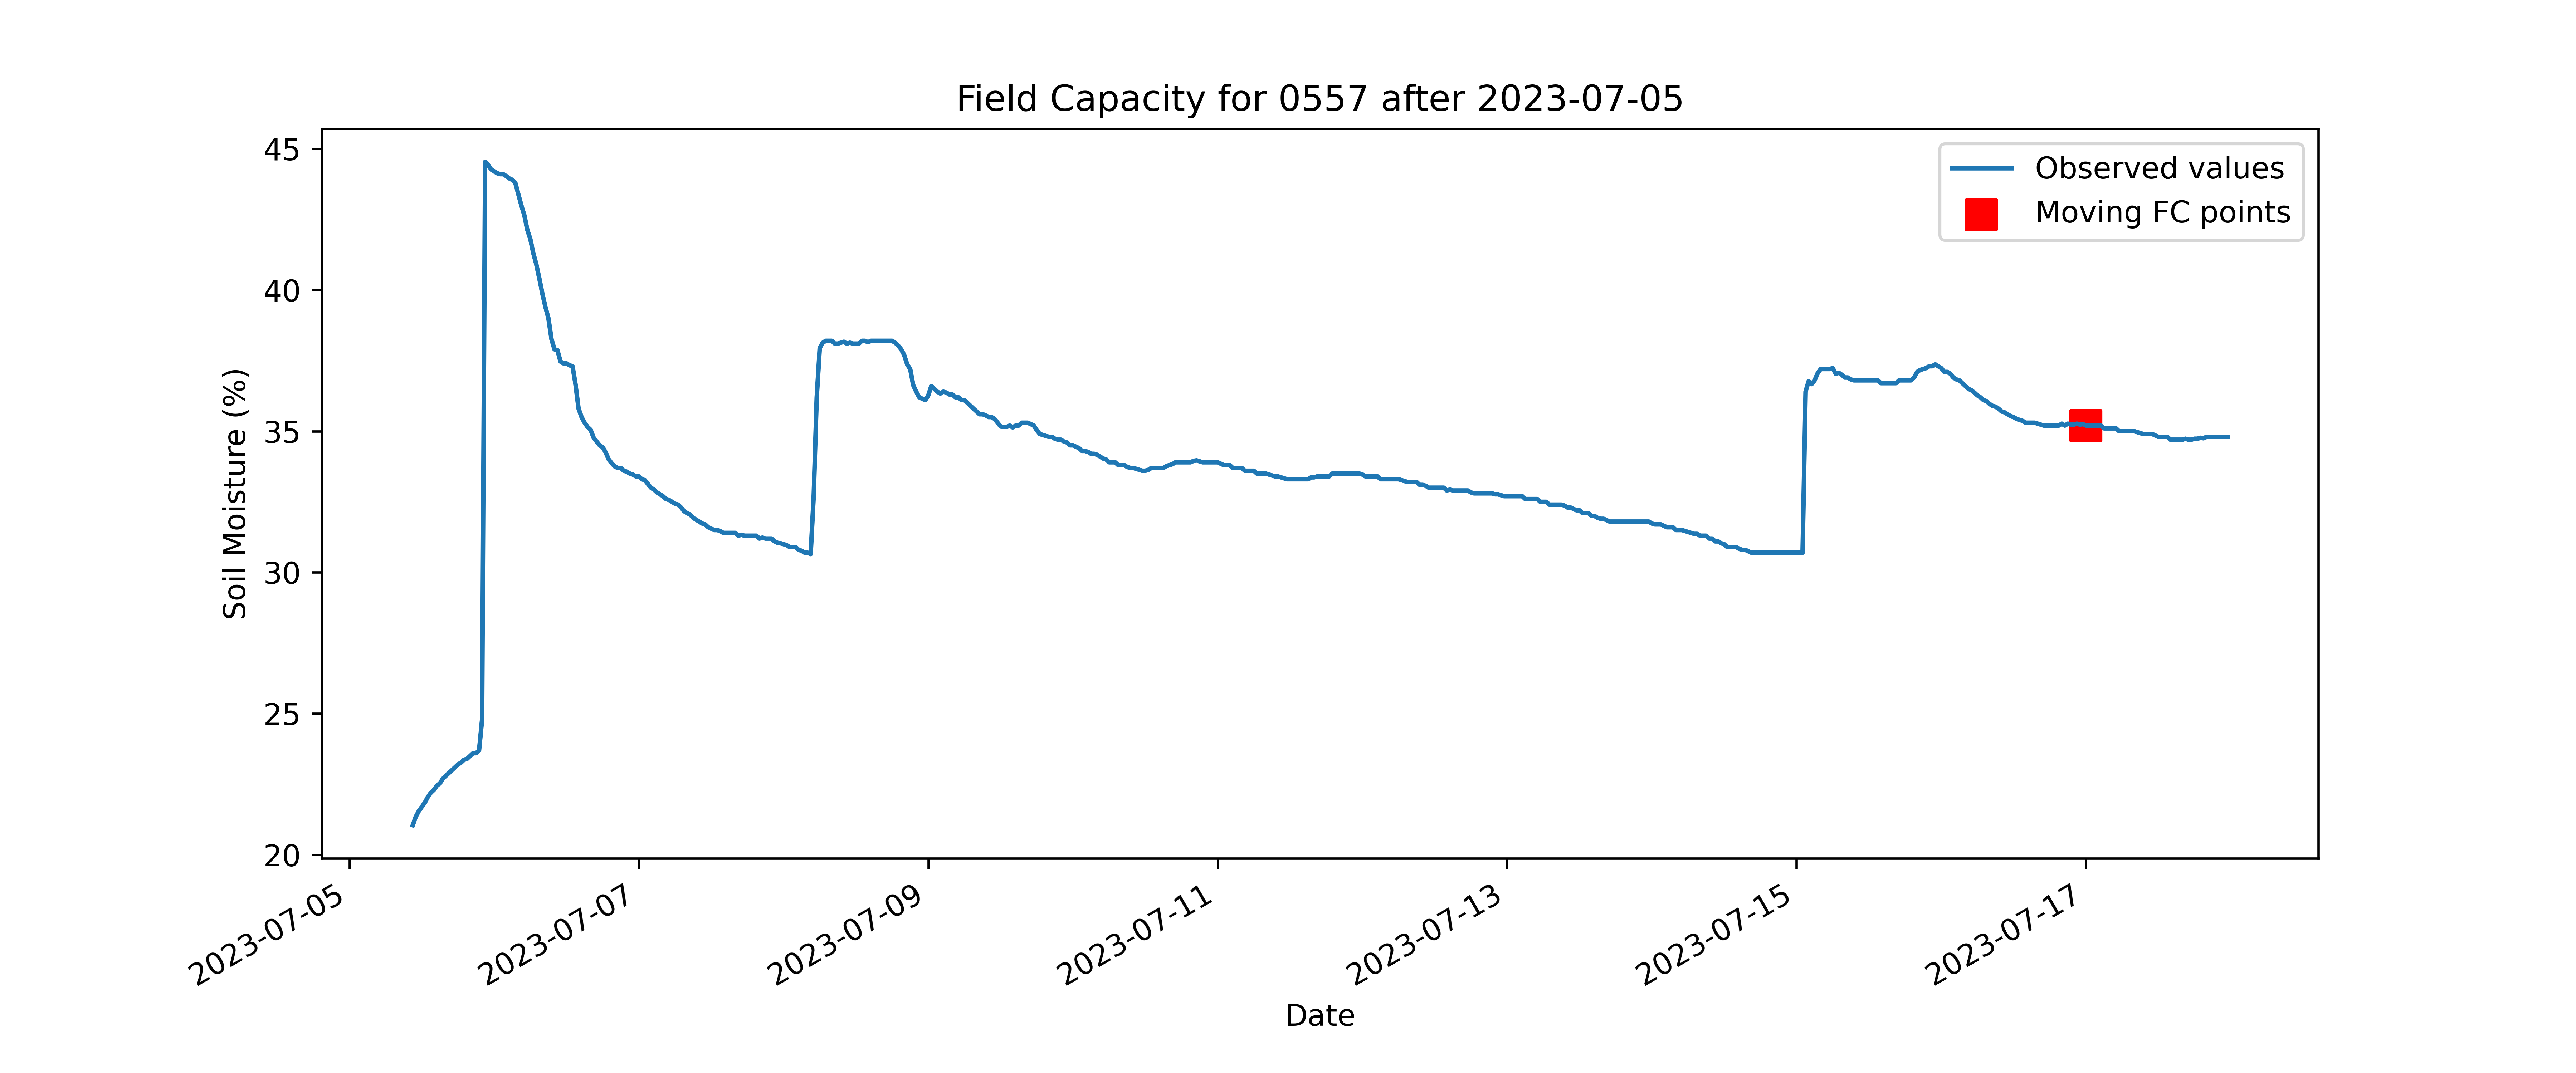 Field Capacity for 0557 after 2023-07-05
45
40
35
30
25
20
Soil Moisture (%)
Observed values
Moving FC points
2023-07-05
2023-07-07
2023-07-09
2023-07-11
2023-07-13
2023-07-15
2023-07-17
Date